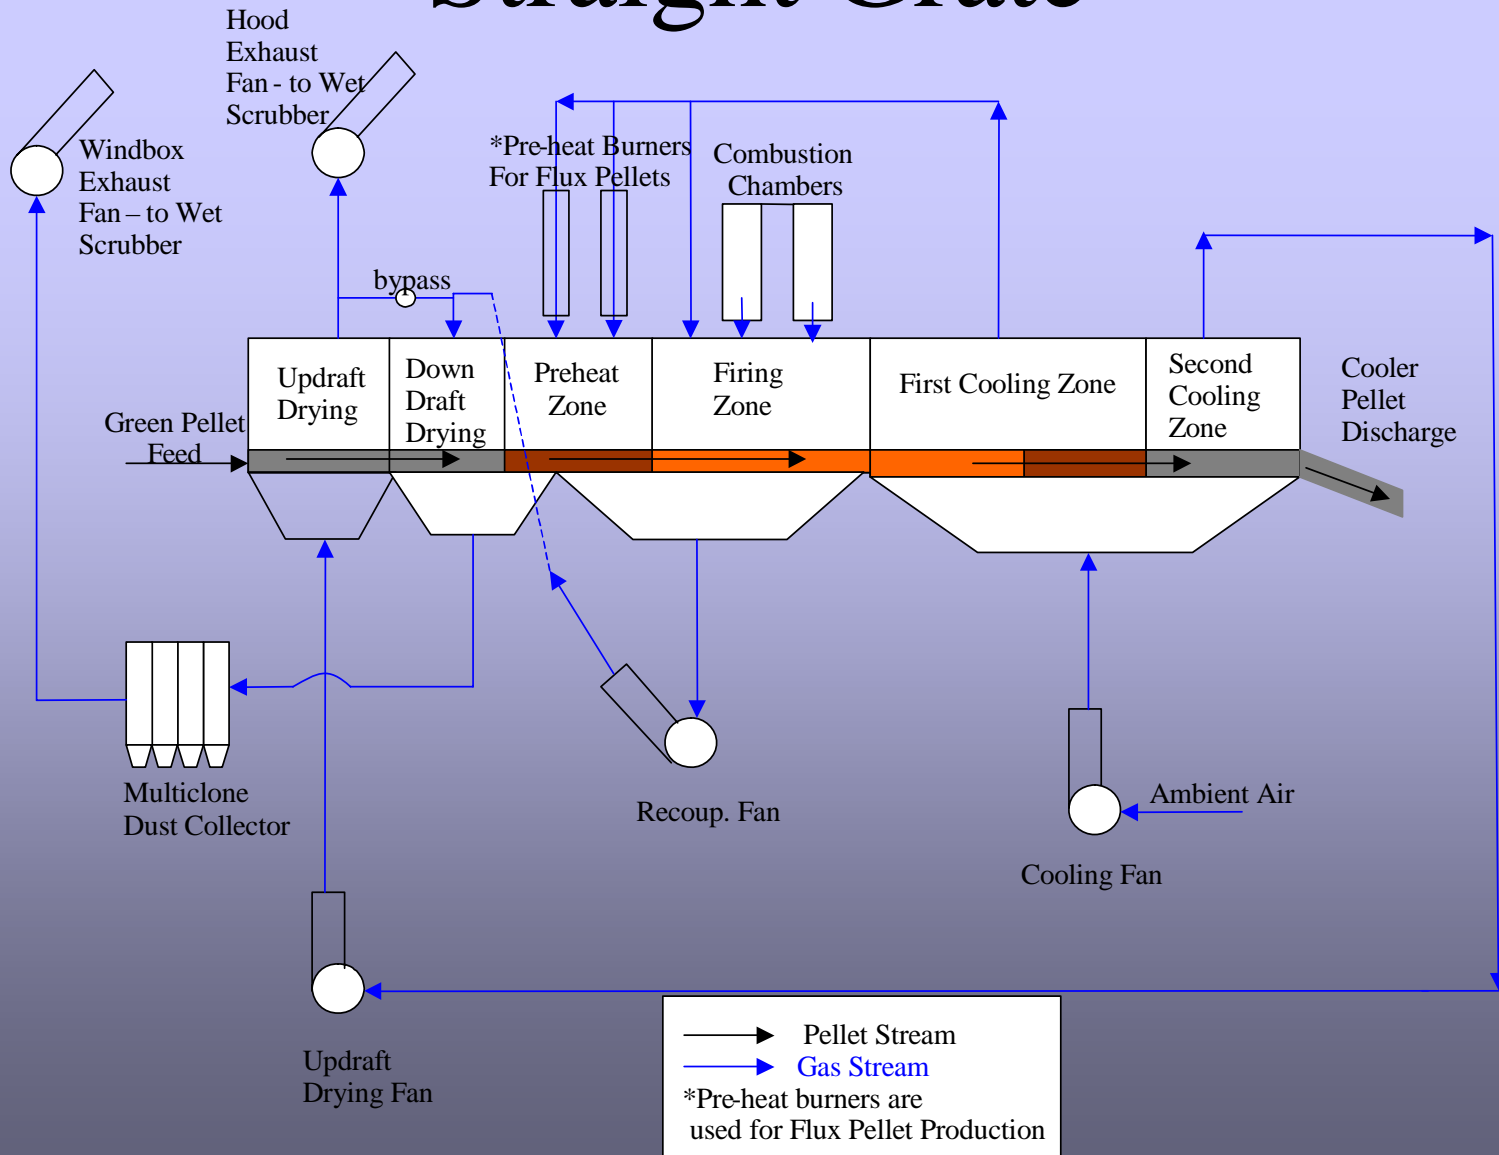 Straight Grate
Hood
Exhaust
Fan - to Wet
Scrubber
Windbox
Exhaust
Fan – to Wet
Scrubber
*Pre-heat Burners
For Flux Pellets
Combustion
Chambers
bypass
Updraft
Drying
Down
Draft
Drying
Preheat
Zone
Firing
Zone
First Cooling Zone
Second
Cooling
Zone
Cooler
Pellet
Discharge
Green Pellet
Feed
Multiclone
Dust Collector
Recoup. Fan
Ambient Air
Cooling Fan
Updraft
Drying Fan
Pellet Stream
Gas Stream
*Pre-heat burners are
used for Flux Pellet Production